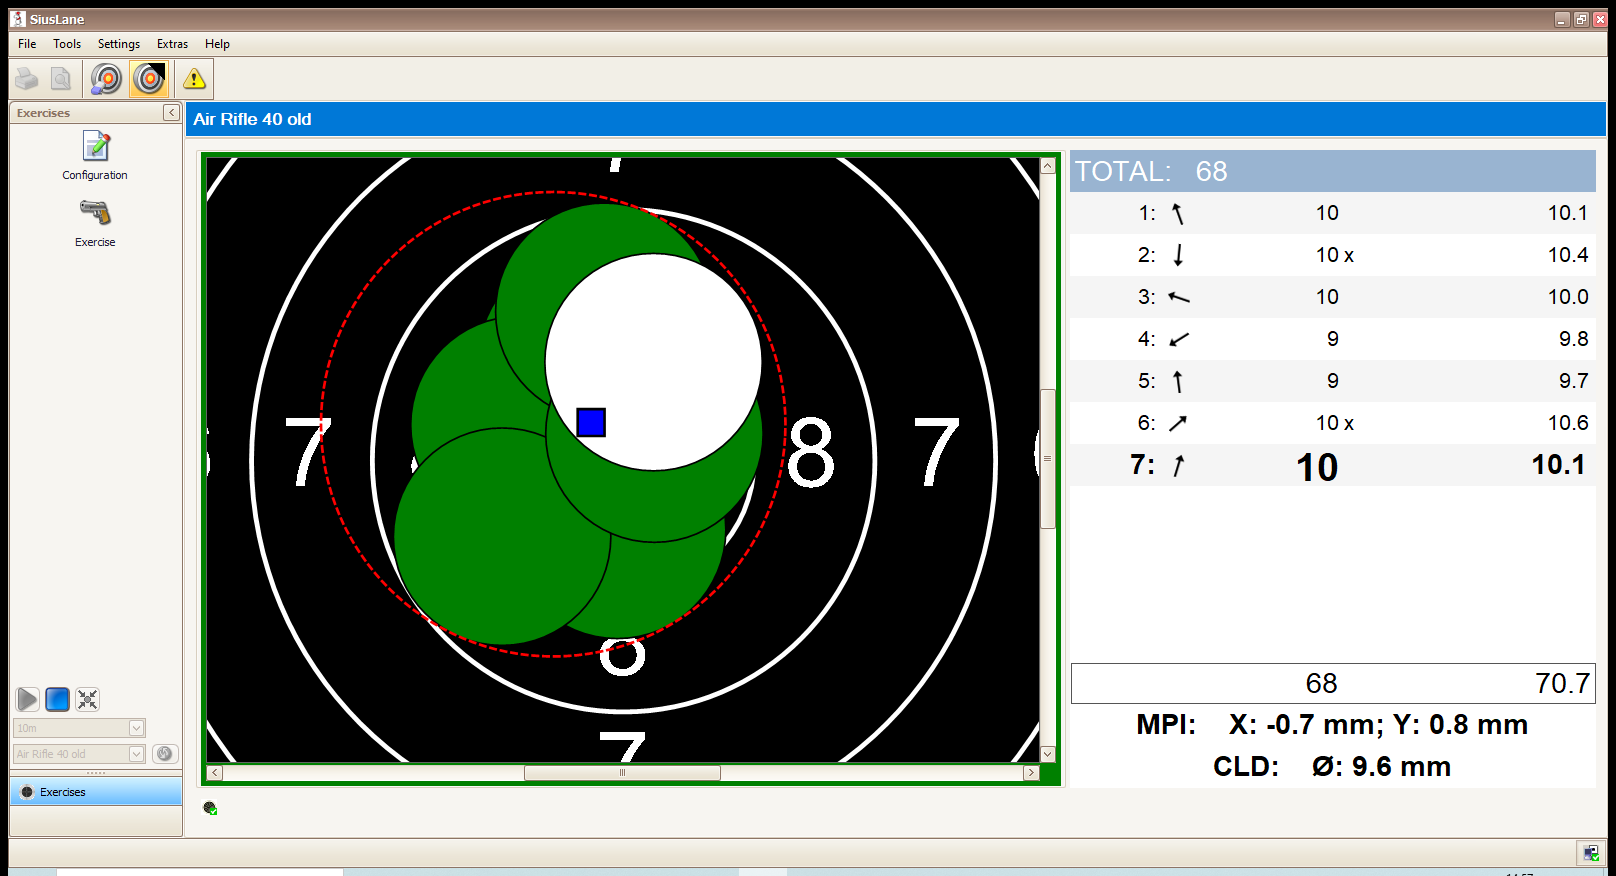 SiusLane
File Tools Settings Extras Help
Exercises
Configuration
Exercise
10m
Air Rifle 40 old
Exercises
Air Rifle 40 old
7 8 7
8
7
TOTAL: 68
1: 10 10.1
2: 10 x 10.4
3: 10 10.0
4: 9 9.8
5: 9 9.7
6: 10 x 10.6
7: 10 10.1
68 70.7
MPI: X: -0.7 mm; Y: 0.8 mm
CLD: Ø: 9.6 mm